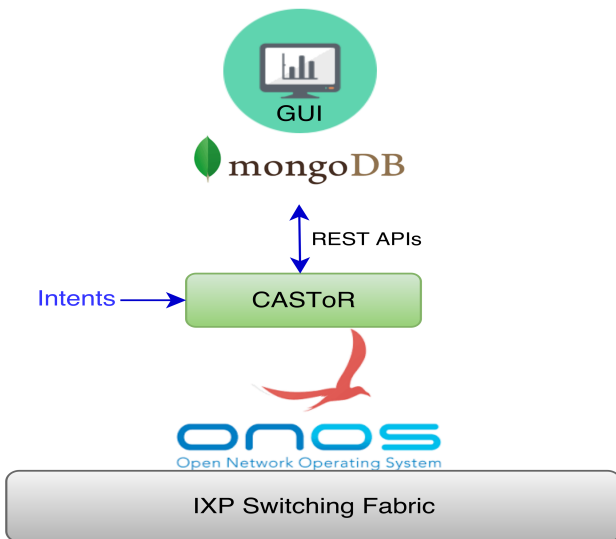 GUI
mongoDB
REST APIs
Intents
CASToR
onos
Open Network Operating System
IXP Switching Fabric